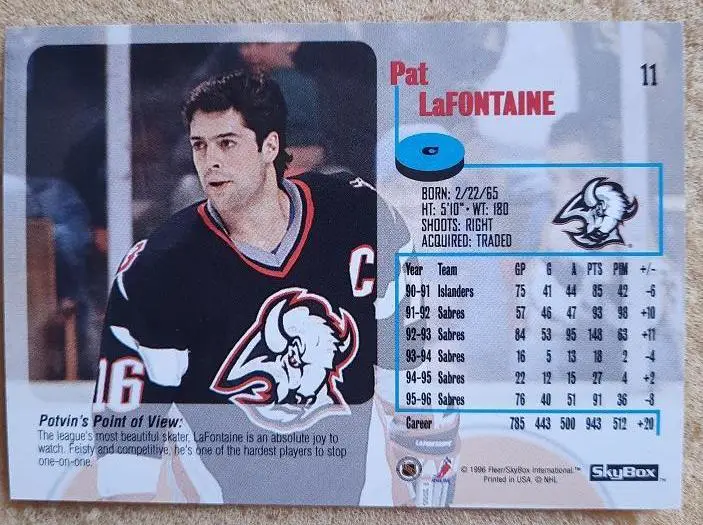 Pat
LaFONTAINE
11
C
BORN: 2/22/65
HT: 5'10" • WT: 180
SHOOTS: RIGHT
ACQUIRED: TRADED
Year Team GP G A PTS PIM +/-
90-91 Islanders 75 41 44 85 42 -6
91-92 Sabres 57 46 47 93 98 +10
92-93 Sabres 84 53 95 148 63 +11
93-94 Sabres 16 5 13 18 2 -4
94-95 Sabres 22 12 15 27 4 +2
95-96 Sabres 76 40 51 91 36 -8
Career 785 443 500 943 512 +20
C
16
Potvin's Point of View:
The league's most beautiful skater, LaFontaine is an absolute joy to
watch. Feisty and competitive, he's one of the hardest players to stop
one-on-one.
LAFONTAINE
© 1996 Fleer/SkyBox International.™
Printed in USA. © NHL
SkyBox™